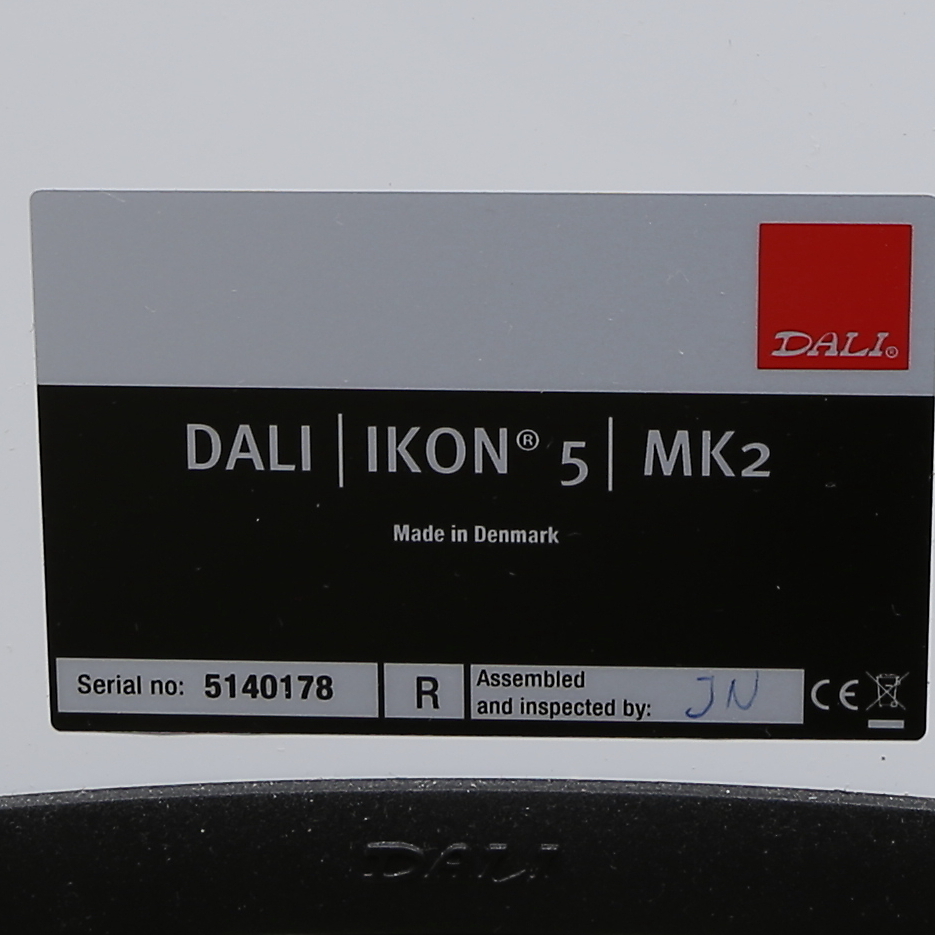 DALI®
DALI | IKON® 5 | MK2
Made in Denmark
Serial no: 5140178
R
Assembled
and inspected by: JN
CE
DALI